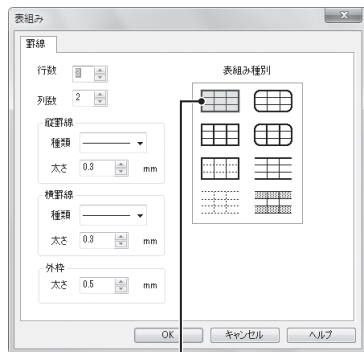 表組み
罫線
行数
列数 2
表組み種別
縦罫線
種類
太さ 0.3 mm
横罫線
種類
太さ 0.3 mm
外枠
太さ 0.5 mm
OK キャンセル ヘルプ